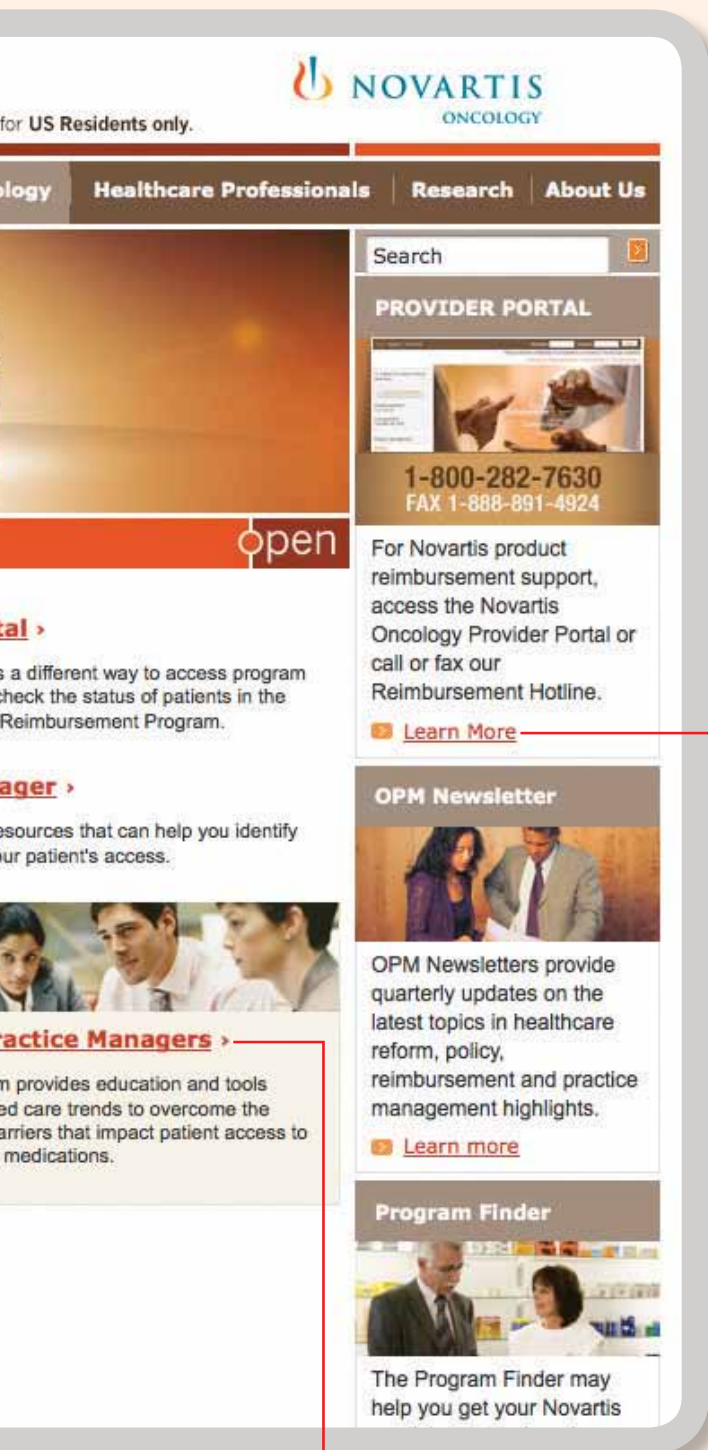 NOVARTIS
ONCOLOGY
for US Residents only.
ology Healthcare Professionals Research About Us
Search
PROVIDER PORTAL
1-800-282-7630
FAX 1-888-891-4924
open
For Novartis product
reimbursement support,
access the Novartis
Oncology Provider Portal or
call or fax our
Reimbursement Hotline.
Learn More
tal ›
s a different way to access program
check the status of patients in the
Reimbursement Program.
ager ›
esources that can help you identify
our patient's access.
ractice Managers ›
m provides education and tools
ed care trends to overcome the
arriers that impact patient access to
medications.
OPM Newsletter
OPM Newsletters provide
quarterly updates on the
latest topics in healthcare
reform, policy,
reimbursement and practice
management highlights.
Learn more
Program Finder
The Program Finder may
help you get your Novartis